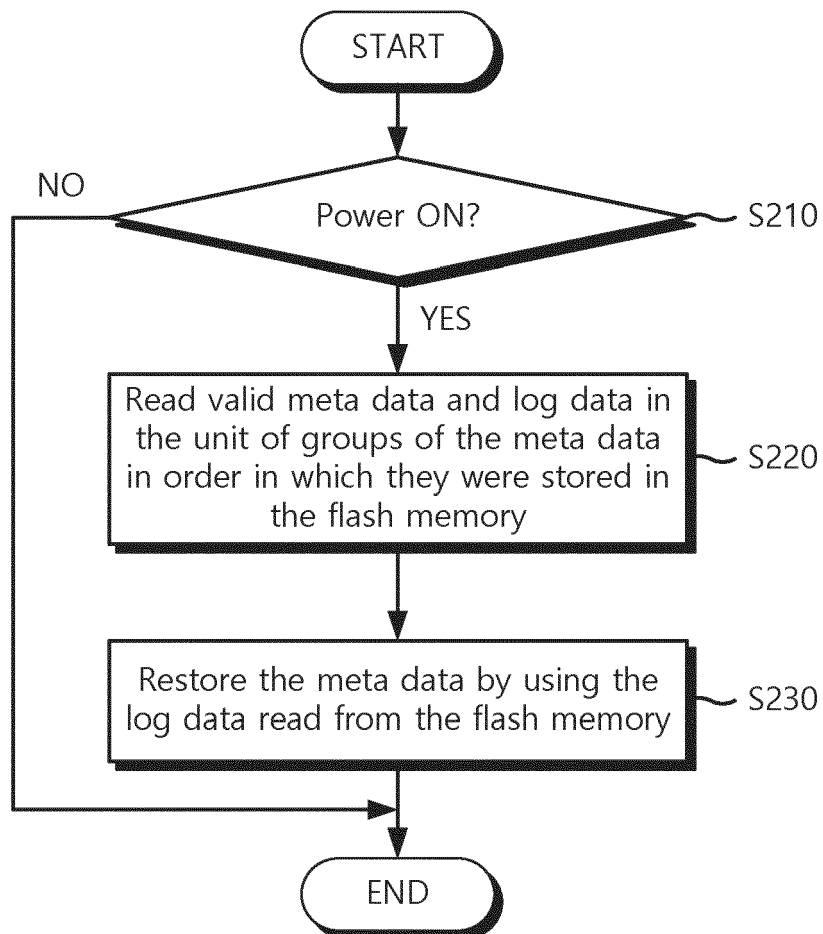 START
NO
Power ON?
S210
YES
Read valid meta data and log data in
the unit of groups of the meta data
in order in which they were stored in
the flash memory
S220
Restore the meta data by using the
log data read from the flash memory
S230
END